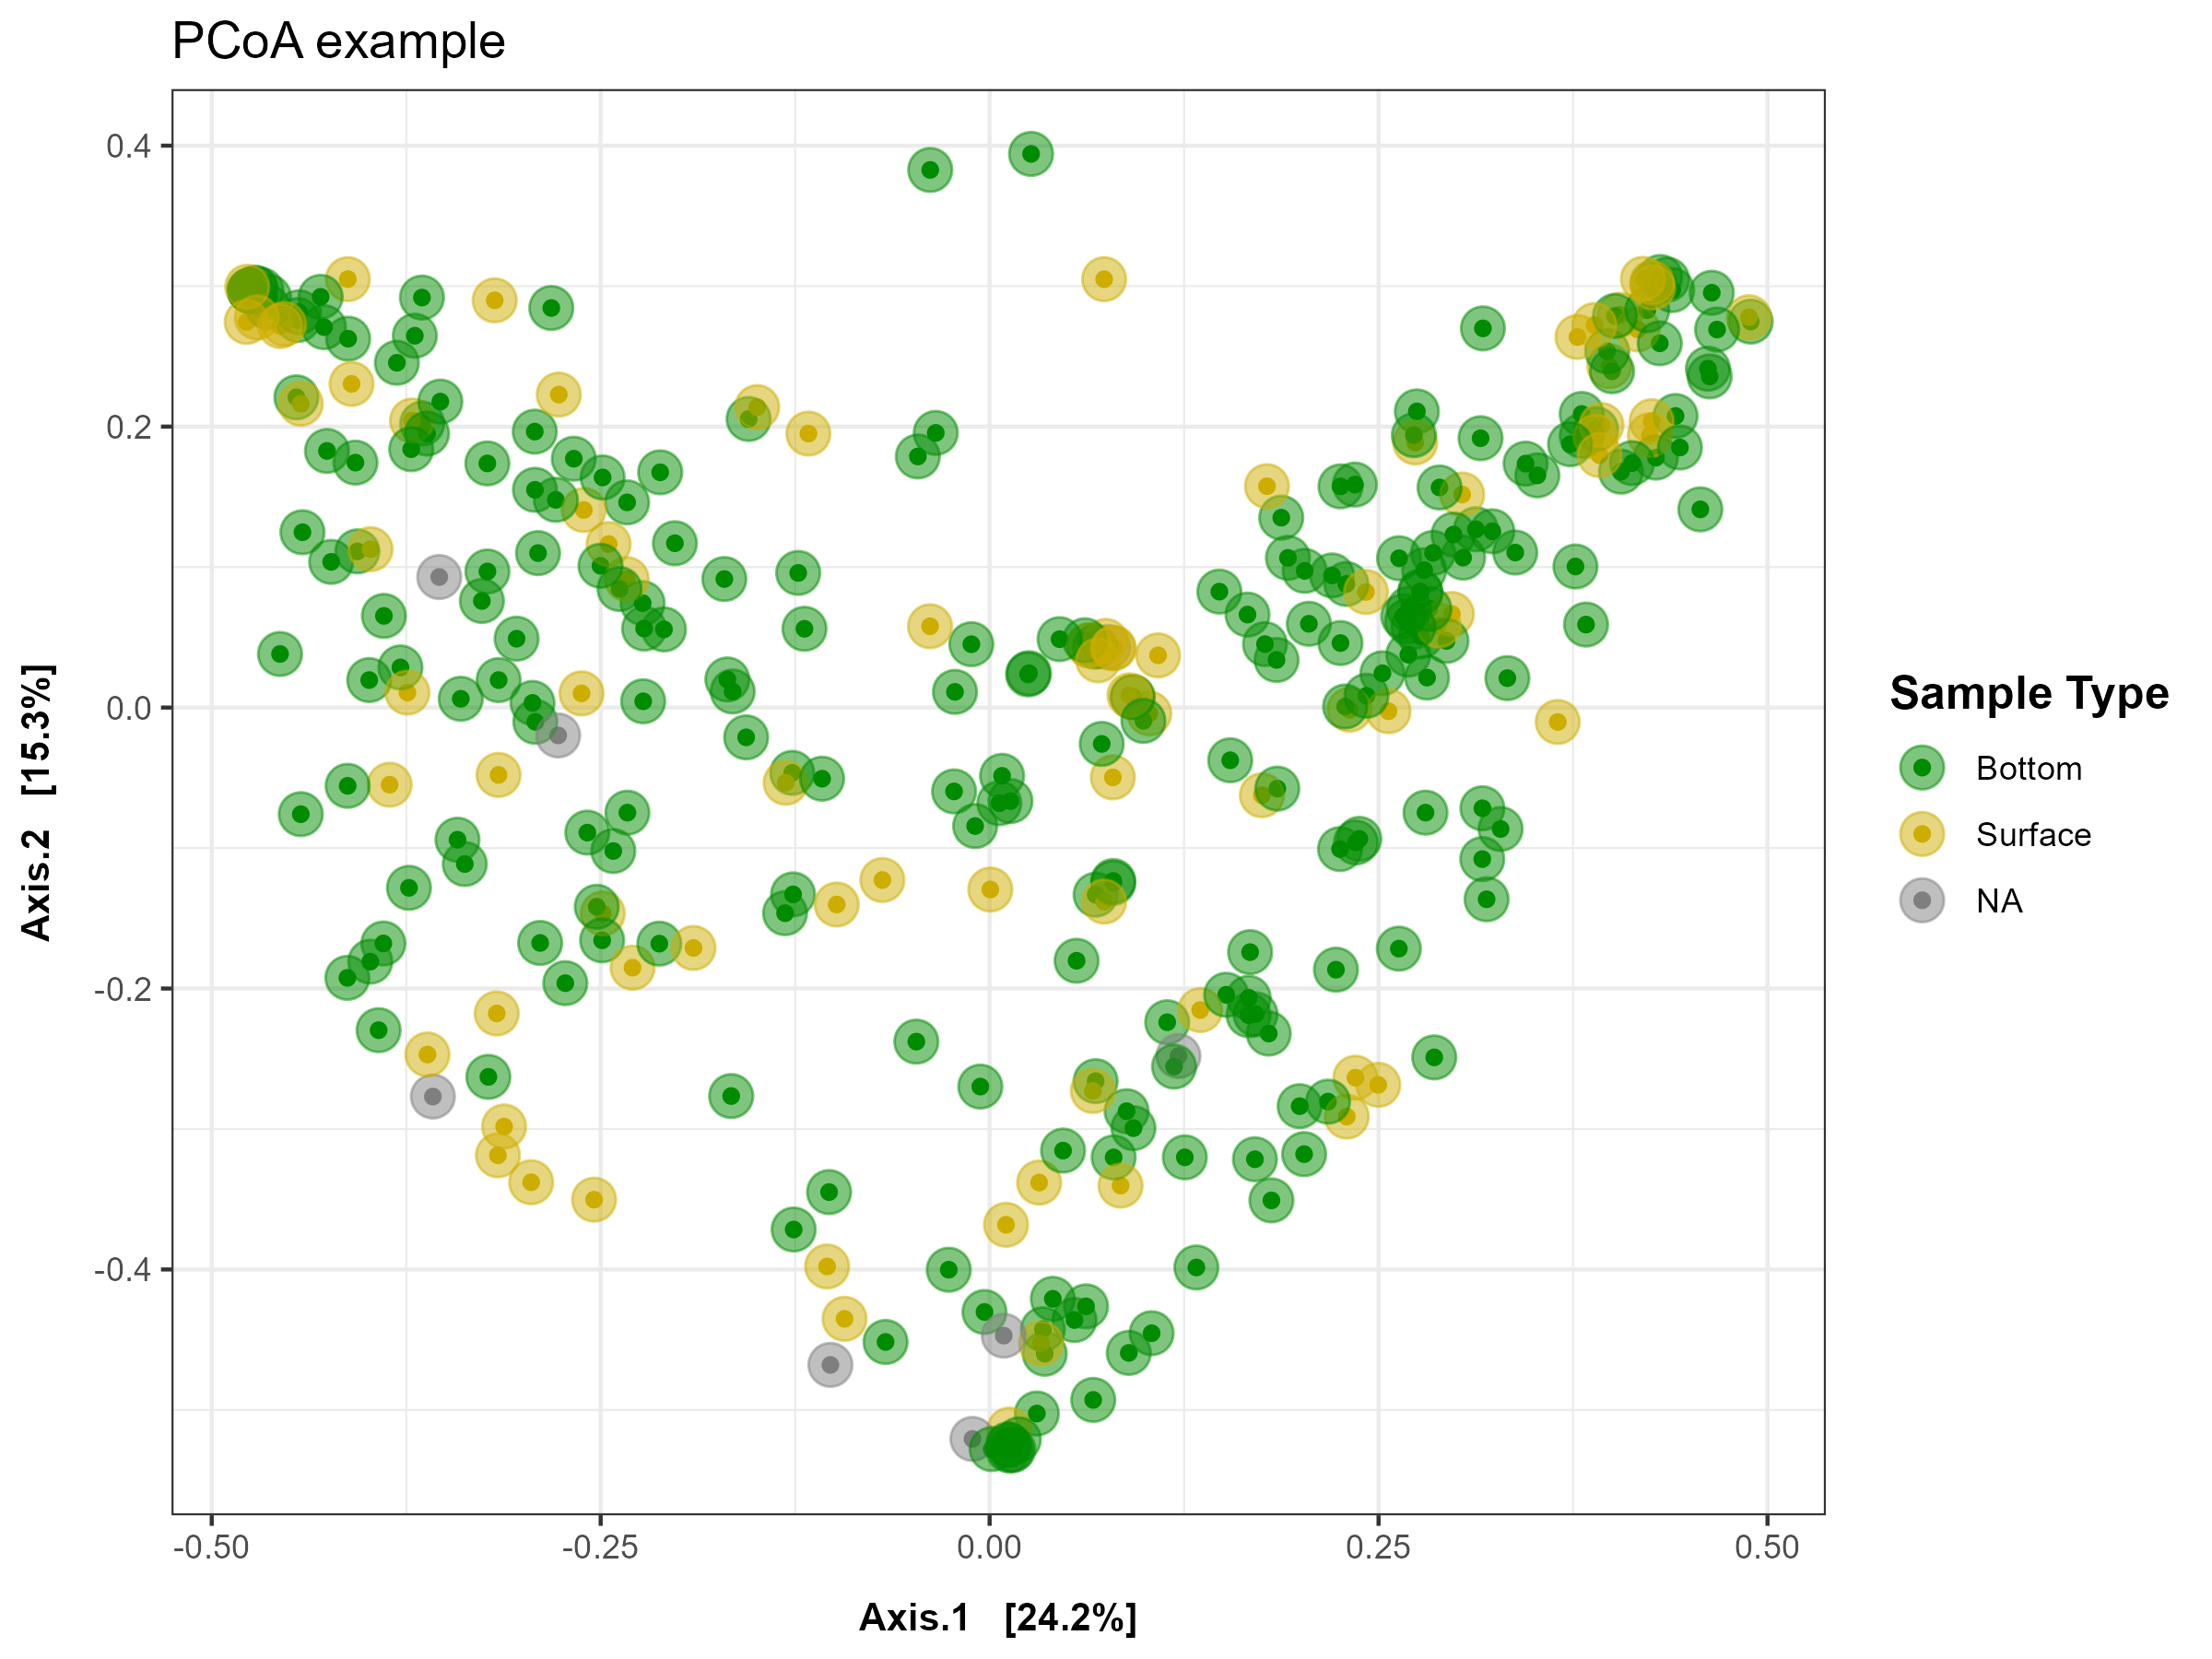 PCoA example
0.4
0.2
0.0
-0.2
-0.4
Axis.2   [15.3%]
-0.50
-0.25
0.00
0.25
0.50
Axis.1   [24.2%]
Sample Type
Bottom
Surface
NA